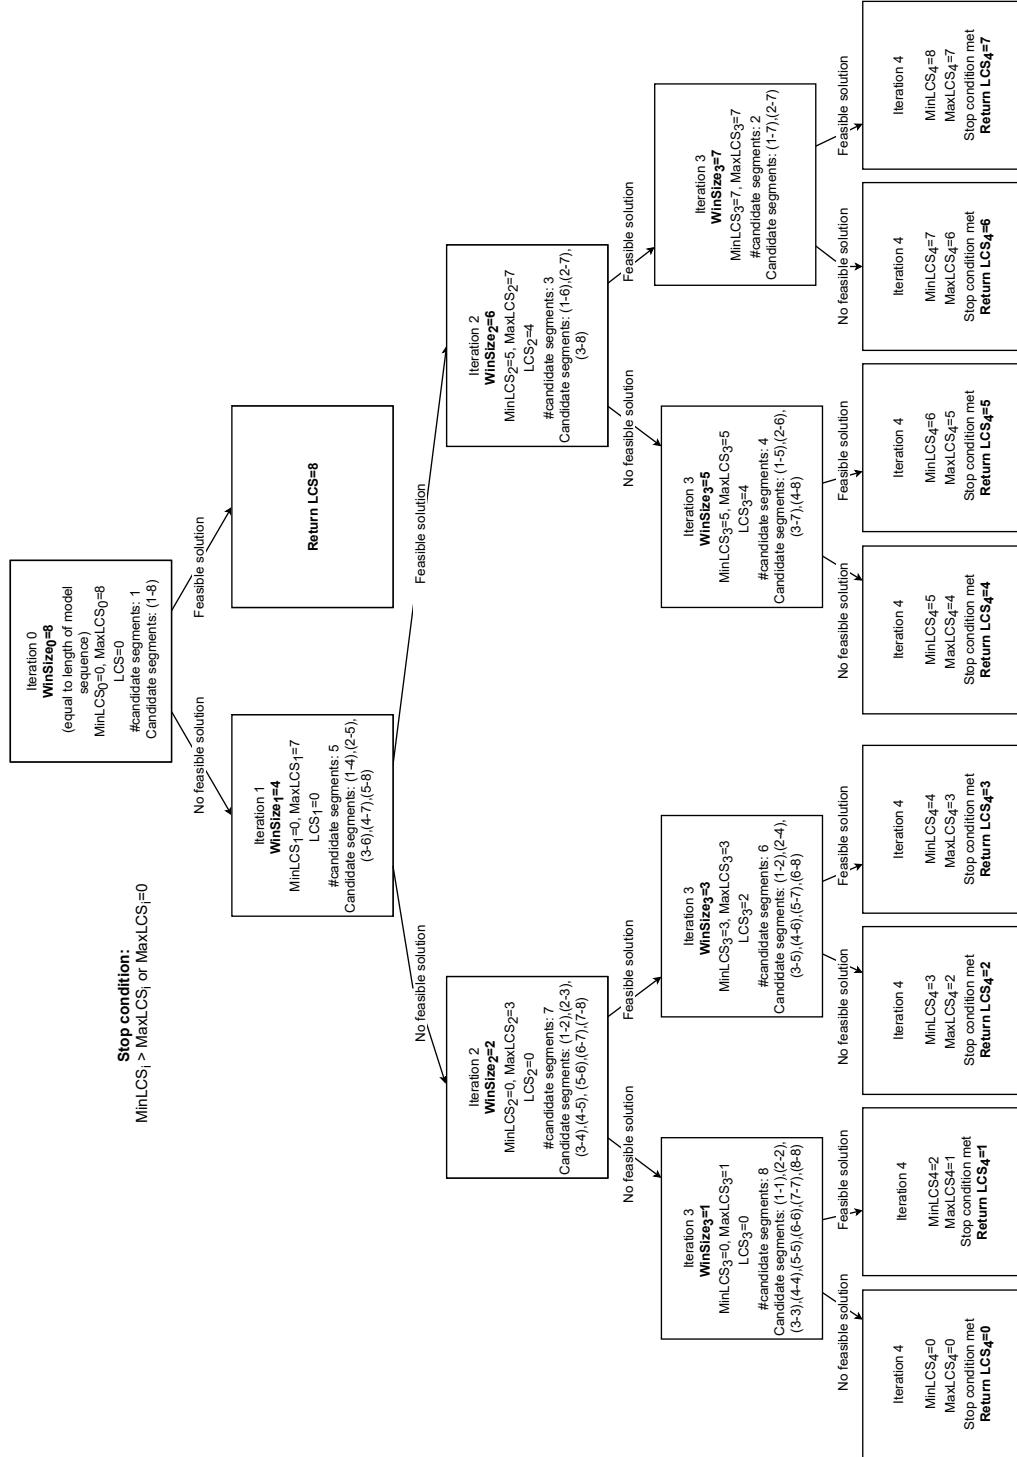 Stop condition:
MinLCSi > MaxLCSi or MaxLCSi=0
Iteration 0
WinSize0=8
(equal to length of model
sequence)
MinLCS0=0, MaxLCS0=8
LCS=0
#candidate segments: 1
Candidate segments: (1-8)
No feasible solution
Feasible solution
Iteration 1
WinSize1=4
MinLCS1=0, MaxLCS1=7
LCS1=0
#candidate segments: 5
Candidate segments: (1-4),(2-5),
(3-6),(4-7),(5-8)
Return LCS=8
No feasible solution
Feasible solution
Iteration 2
WinSize2=2
MinLCS2=0, MaxLCS2=3
LCS2=0
#candidate segments: 7
Candidate segments: (1-2),(2-3),
(3-4),(4-5), (5-6),(6-7),(7-8)
Iteration 2
WinSize2=6
MinLCS2=5, MaxLCS2=7
LCS2=4
#candidate segments: 3
Candidate segments: (1-6),(2-7),
(3-8)
No feasible solution
Feasible solution
No feasible solution
Feasible solution
Iteration 3
WinSize3=1
MinLCS3=0, MaxLCS3=1
LCS3=0
#candidate segments: 8
Candidate segments: (1-1),(2-2),
(3-3),(4-4),(5-5),(6-6),(7-7),(8-8)
Iteration 3
WinSize3=3
MinLCS3=3, MaxLCS3=3
LCS3=2
#candidate segments: 6
Candidate segments: (1-2),(2-4),
(3-5),(4-6),(5-7),(6-8)
Iteration 3
WinSize3=5
MinLCS3=5, MaxLCS3=5
LCS3=4
#candidate segments: 4
Candidate segments: (1-5),(2-6),
(3-7),(4-8)
Iteration 3
WinSize3=7
MinLCS3=7, MaxLCS3=7
#candidate segments: 2
Candidate segments: (1-7),(2-7)
No feasible solution
Feasible solution
No feasible solution
Feasible solution
No feasible solution
Feasible solution
No feasible solution
Feasible solution
Iteration 4
MinLCS4=0
MaxLCS4=0
Stop condition met
Return LCS4=0
Iteration 4
MinLCS4=2
MaxLCS4=1
Stop condition met
Return LCS4=1
Iteration 4
MinLCS4=3
MaxLCS4=2
Stop condition met
Return LCS4=2
Iteration 4
MinLCS4=4
MaxLCS4=3
Stop condition met
Return LCS4=3
Iteration 4
MinLCS4=5
MaxLCS4=4
Stop condition met
Return LCS4=4
Iteration 4
MinLCS4=6
MaxLCS4=5
Stop condition met
Return LCS4=5
Iteration 4
MinLCS4=7
MaxLCS4=6
Stop condition met
Return LCS4=6
Iteration 4
MinLCS4=8
MaxLCS4=7
Stop condition met
Return LCS4=7